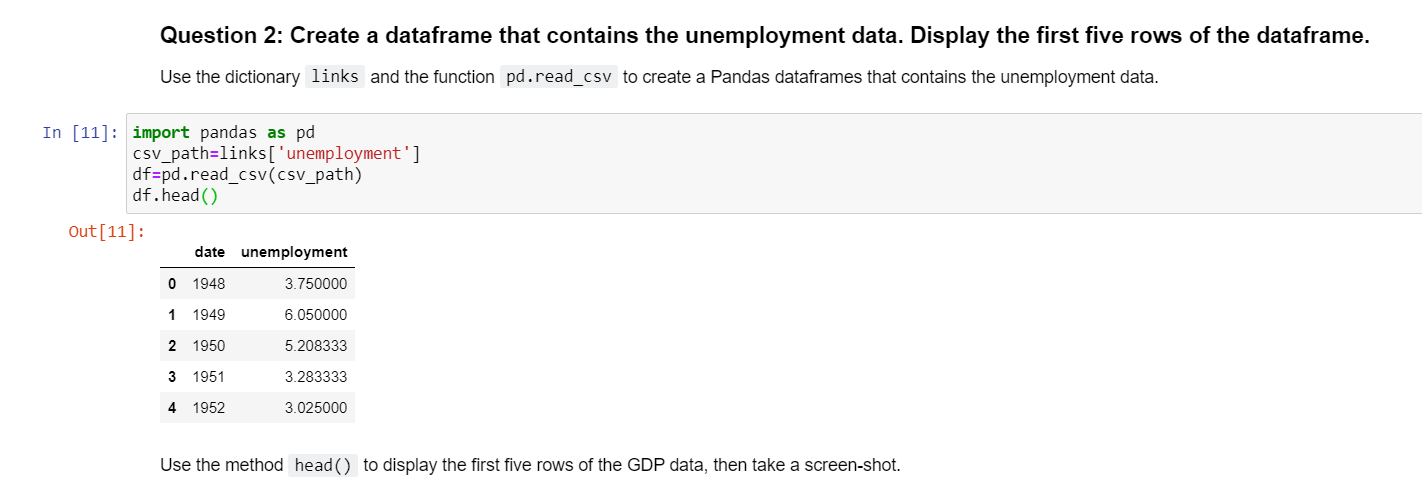 Question 2: Create a dataframe that contains the unemployment data. Display the first five rows of the dataframe.
Use the dictionary links and the function pd.read_csv to create a Pandas dataframes that contains the unemployment data.
In [11]: import pandas as pd
csv_path=links['unemployment']
df=pd.read_csv(csv_path)
df.head()
Out[11]:
date unemployment
0 1948 3.750000
1 1949 6.050000
2 1950 5.208333
3 1951 3.283333
4 1952 3.025000
Use the method head() to display the first five rows of the GDP data, then take a screen-shot.